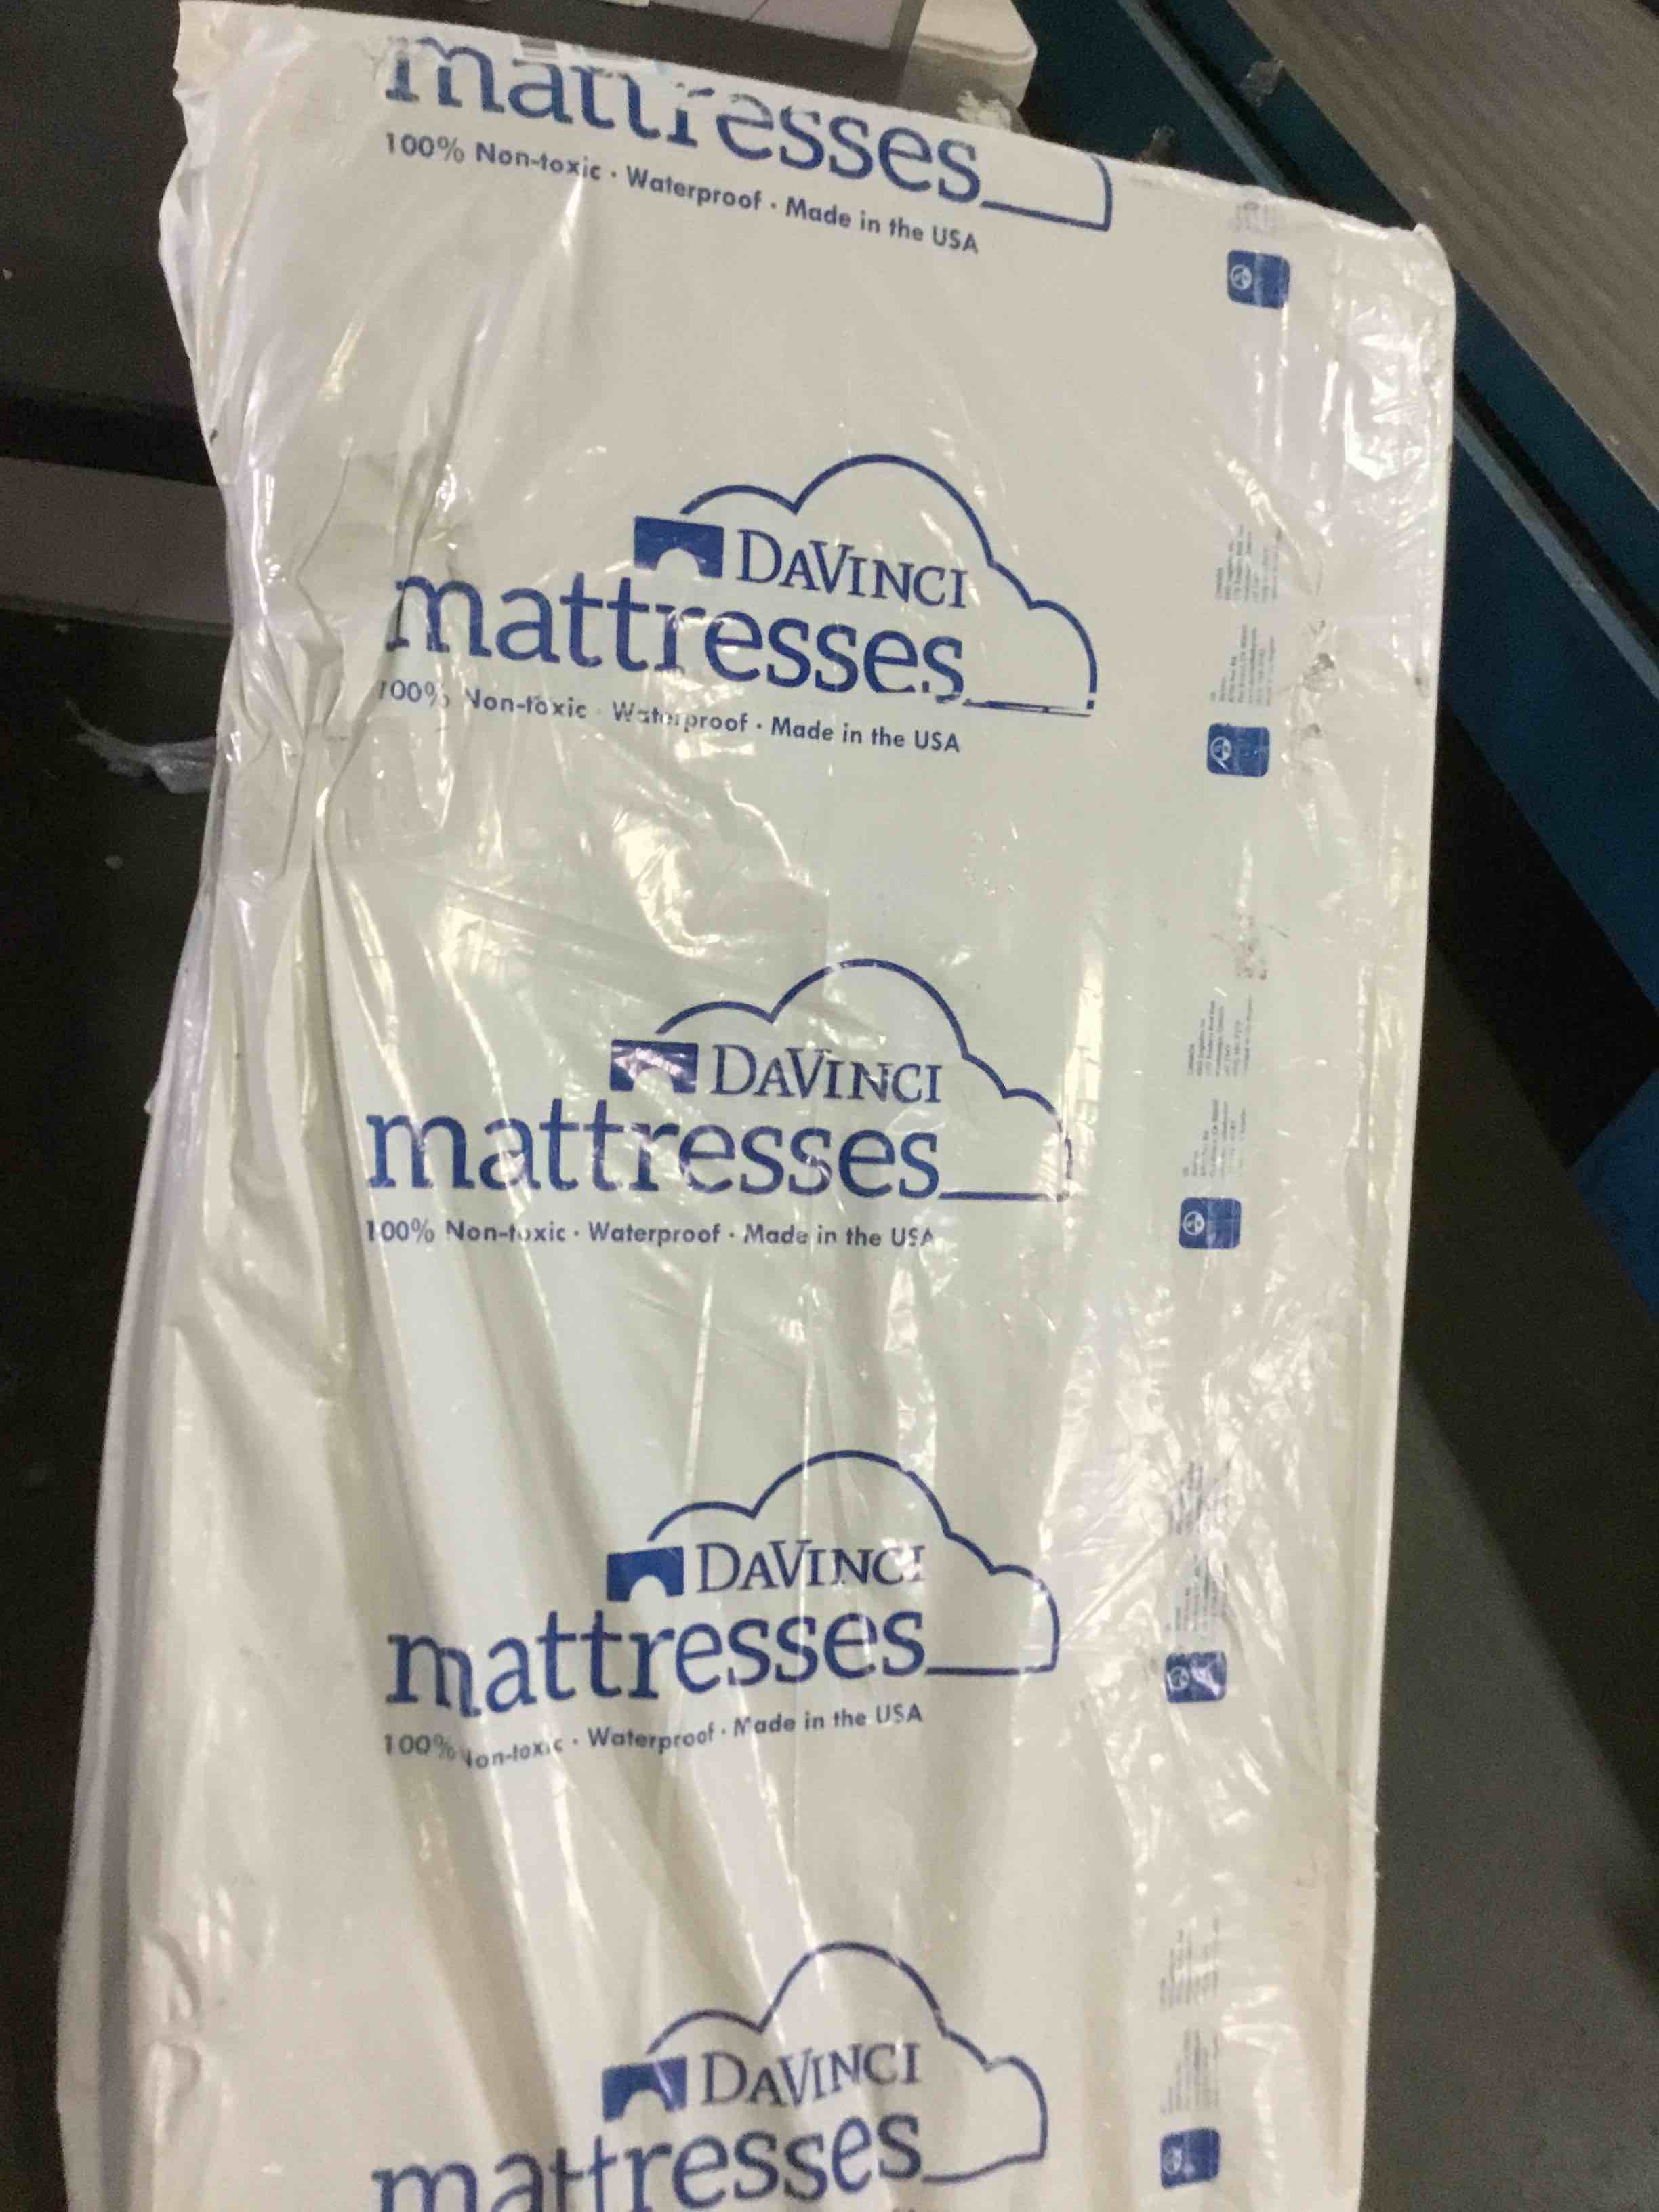 mattresses
100% Non-toxic · Waterproof · Made in the USA
DAVINCI
mattresses
100% Non-toxic · Waterproof · Made in the USA
DAVINCI
mattresses
100% Non-toxic · Waterproof · Made in the USA
DAVINCI
mattresses
100% Non-toxic · Waterproof · Made in the USA
DAVINCI
mattresses